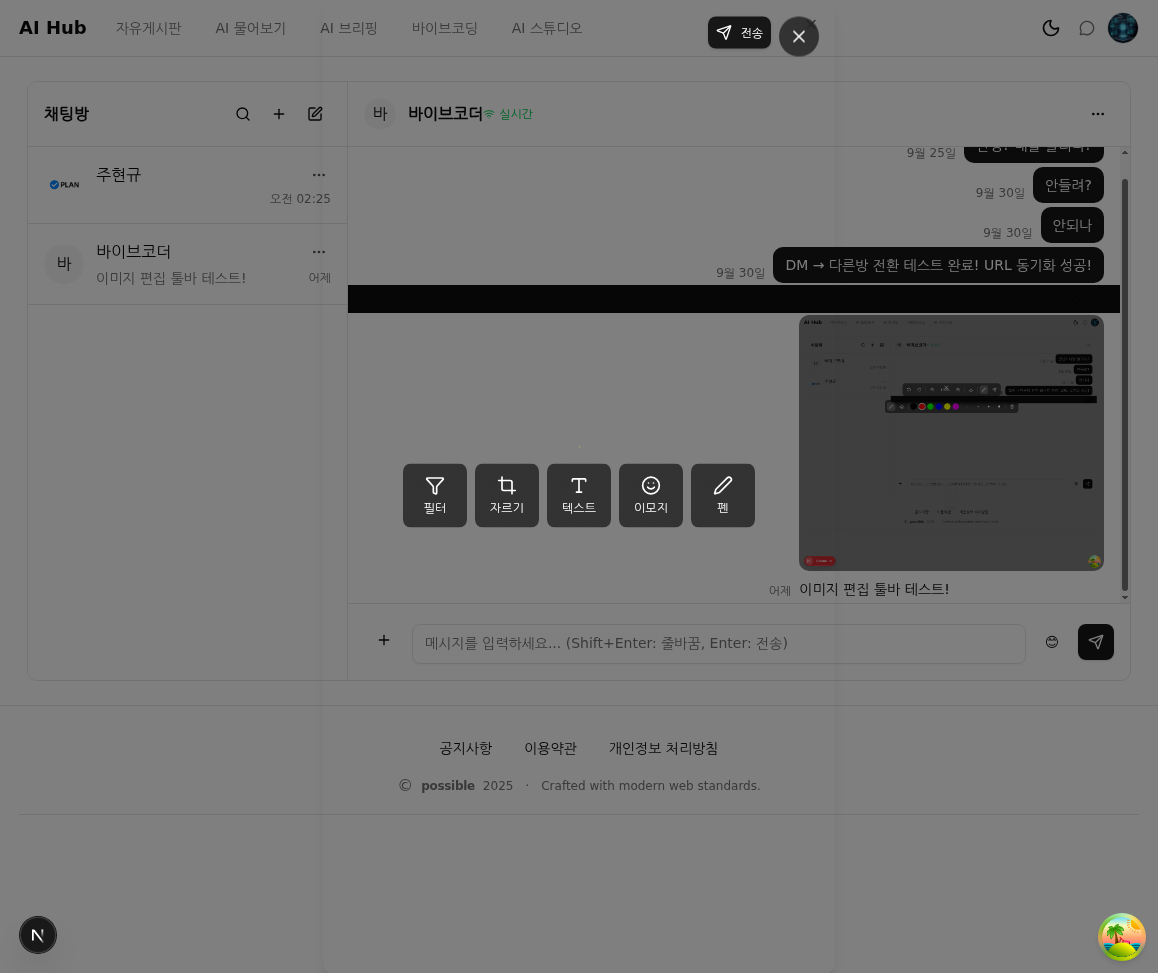 AI Hub 자유게시판 AI 물어보기 AI 브리핑 바이브코딩 AI 스튜디오 전송
채팅방
바 바이브코더 실시간
PLAN 주현규
오전 02:25
바 바이브코더
이미지 편집 툴바 테스트! 어제
9월 25일
9월 30일 안들려?
9월 30일 안되나
9월 30일 DM → 다른방 전환 테스트 완료! URL 동기화 성공!
AI Hub
필터 자르기 텍스트 이모지 펜
어제 이미지 편집 툴바 테스트!
메시지를 입력하세요... (Shift+Enter: 줄바꿈, Enter: 전송)
공지사항 이용약관 개인정보 처리방침
© possible 2025 · Crafted with modern web standards.
N